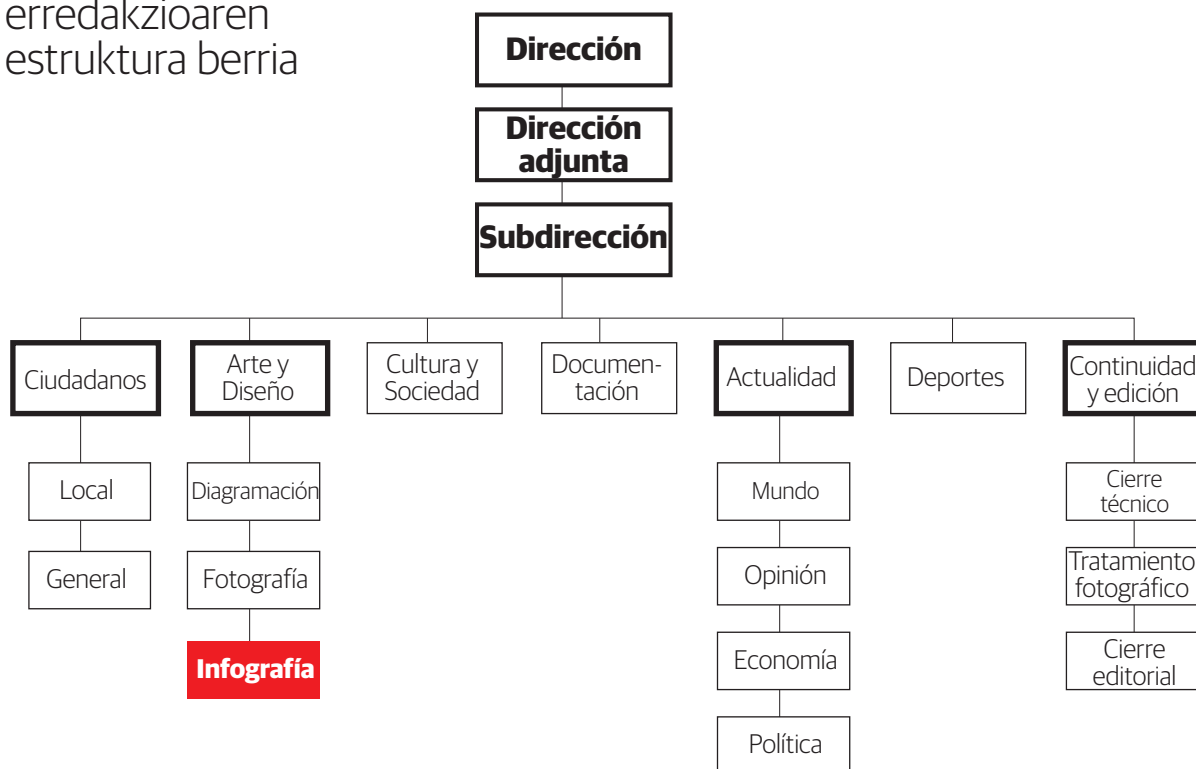 erredakzioaren
estruktura berria
Dirección
Dirección
adjunta
Subdirección
Ciudadanos
Arte y
Diseño
Cultura y
Sociedad
Documen-
tación
Actualidad
Deportes
Continuidad
y edición
Local
Diagramación
Mundo
Cierre
técnico
General
Fotografía
Opinión
Tratamiento
fotográfico
Infografía
Economía
Cierre
editorial
Política